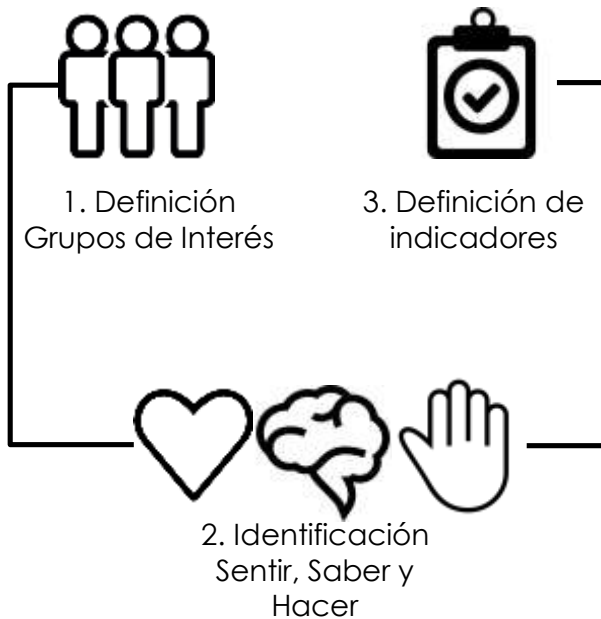 1. Definición
Grupos de Interés
3. Definición de
indicadores
2. Identificación
Sentir, Saber y
Hacer